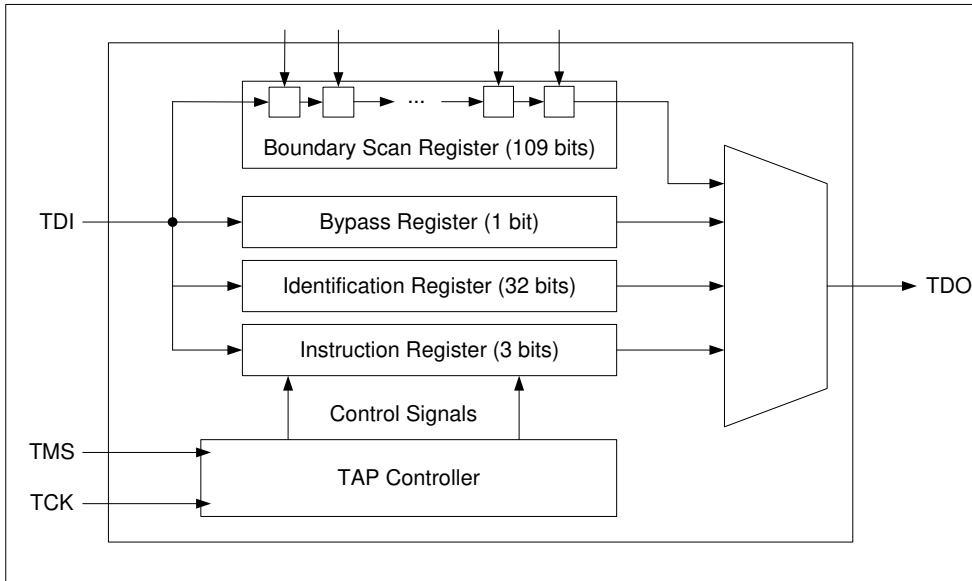 ...
Boundary Scan Register (109 bits)
TDI
Bypass Register (1 bit)
Identification Register (32 bits)
TDO
Instruction Register (3 bits)
Control Signals
TMS
TAP Controller
TCK